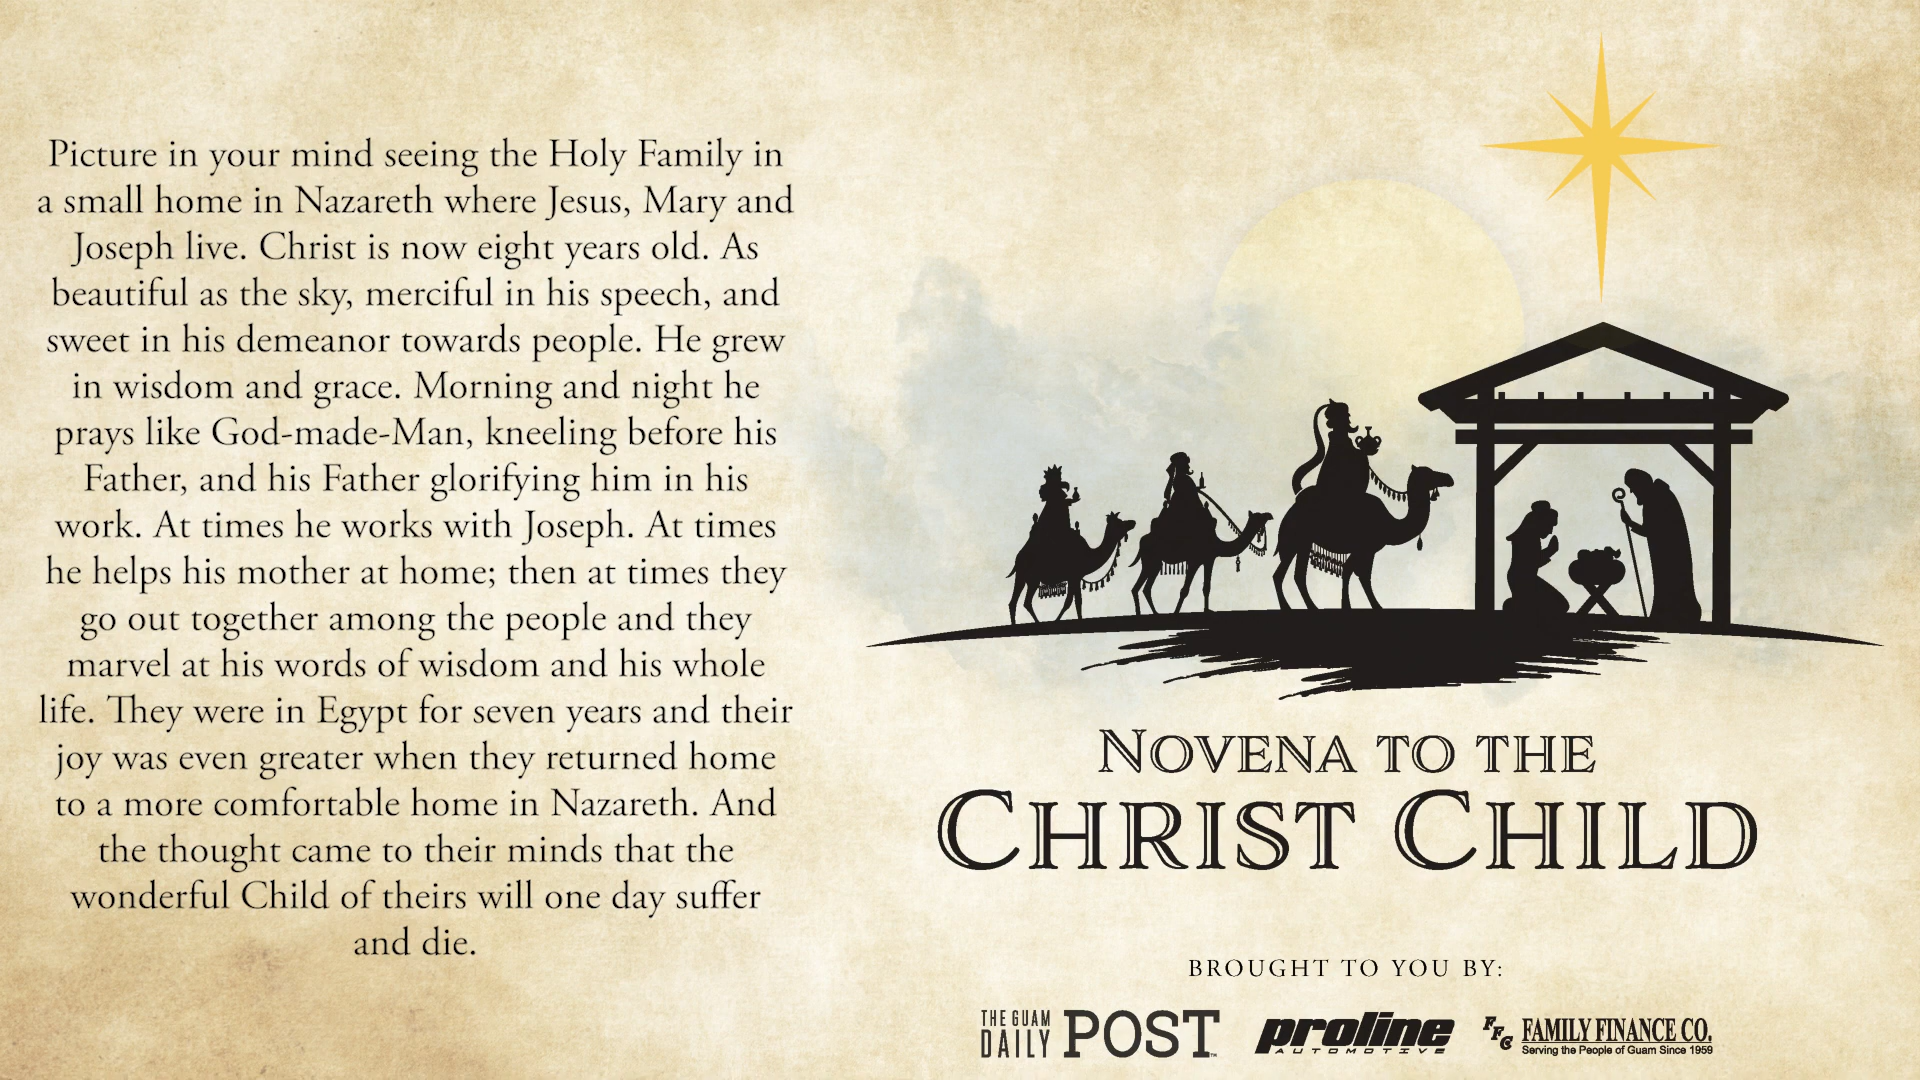 Picture in your mind seeing the Holy Family in
a small home in Nazareth where Jesus, Mary and
Joseph live. Christ is now eight years old. As
beautiful as the sky, merciful in his speech, and
sweet in his demeanor towards people. He grew
in wisdom and grace. Morning and night he
prays like God-made-Man, kneeling before his
Father, and his Father glorifying him in his
work. At times he works with Joseph. At times
he helps his mother at home; then at times they
go out together among the people and they
marvel at his words of wisdom and his whole
life. They were in Egypt for seven years and their
joy was even greater when they returned home
to a more comfortable home in Nazareth. And
the thought came to their minds that the
wonderful Child of theirs will one day suffer
and die.
NOVENA TO THE
CHRIST CHILD
BROUGHT TO YOU BY:
THE GUAM
DAILY POST™
proline
AUTOMOTIVE
FFC FAMILY FINANCE CO.
Serving the People of Guam Since 1959